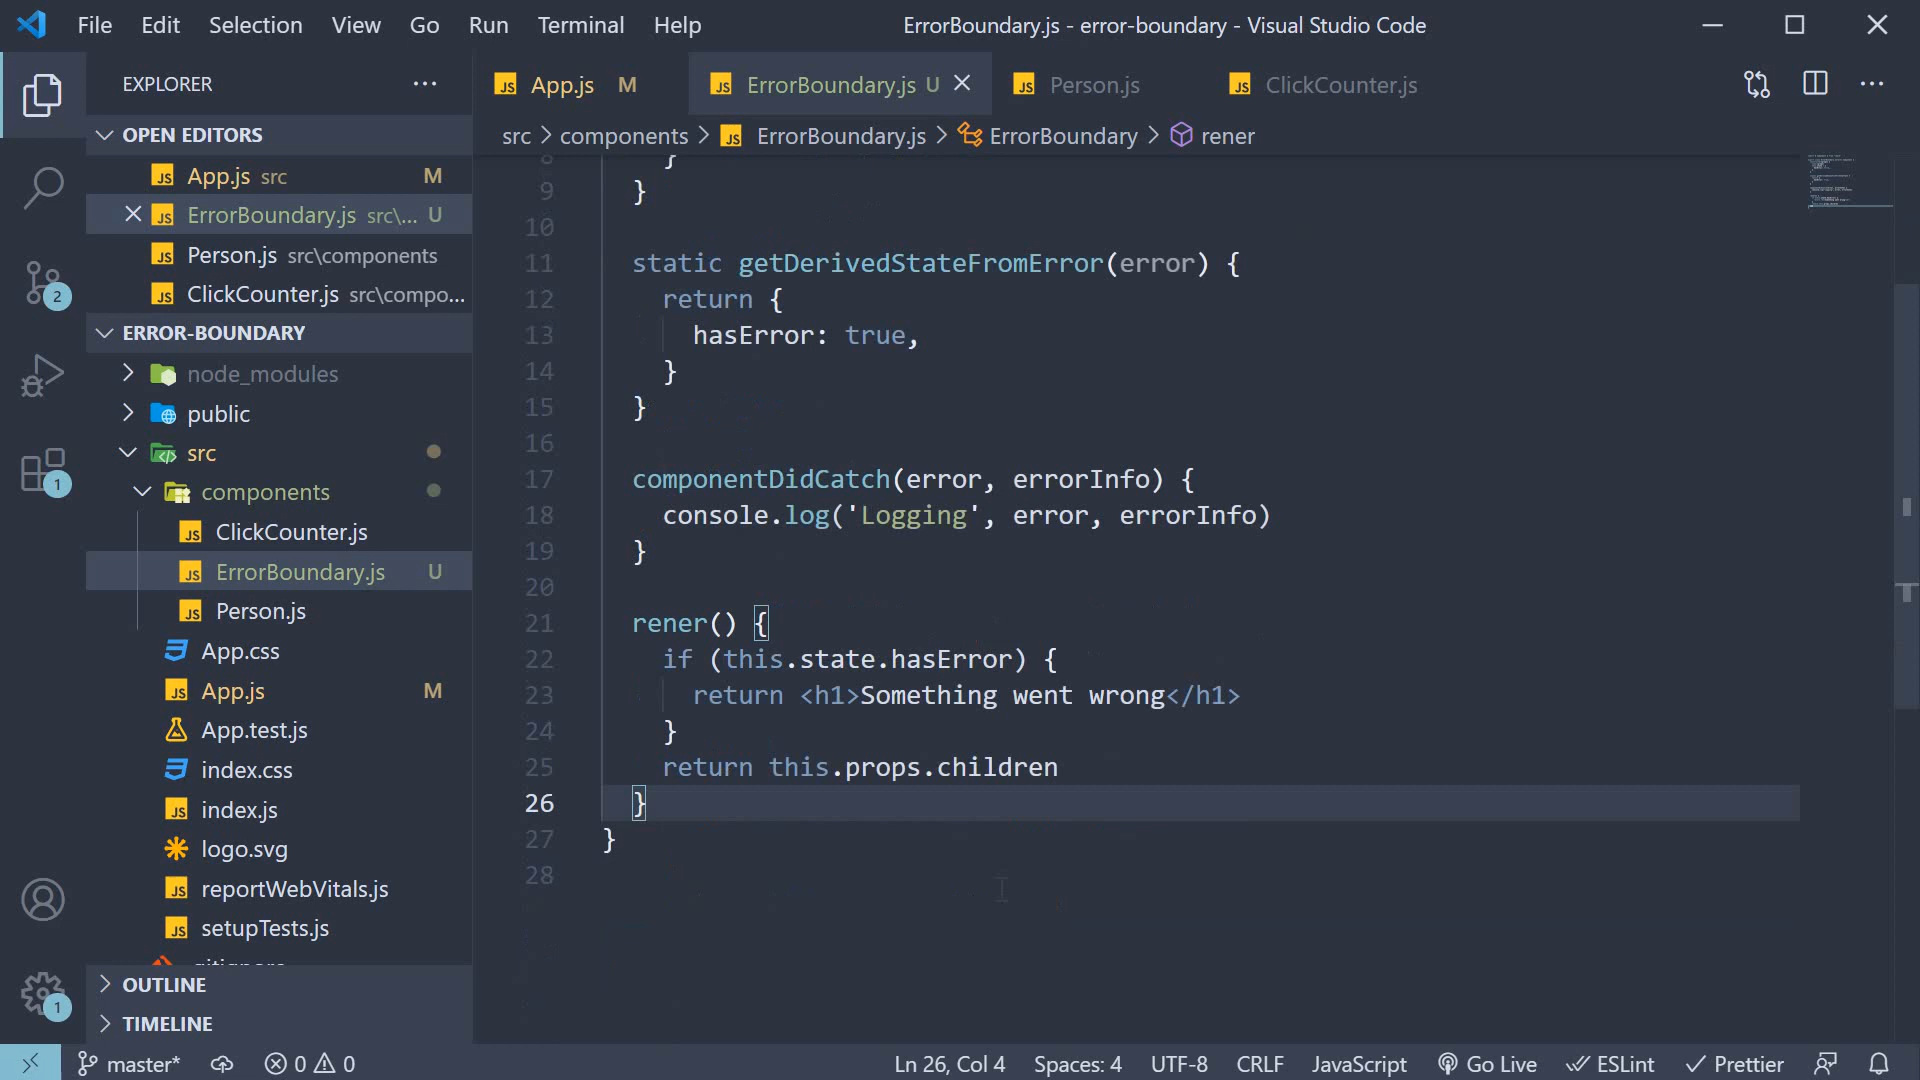 File Edit Selection View Go Run Terminal Help ErrorBoundary.js - error-boundary - Visual Studio Code
EXPLORER
App.js M ErrorBoundary.js U Person.js ClickCounter.js
OPEN EDITORS
src components ErrorBoundary.js ErrorBoundary rener
App.js src M
ErrorBoundary.js src\... U
Person.js src\components
ClickCounter.js src\compo...
ERROR-BOUNDARY
node_modules
public
src
components
ClickCounter.js
ErrorBoundary.js U
Person.js
App.css
App.js M
App.test.js
index.css
index.js
logo.svg
reportWebVitals.js
setupTests.js
.gitignore
OUTLINE
TIMELINE
2
1
1
8 }
9 }
10
11 static getDerivedStateFromError(error) {
12 return {
13 hasError: true,
14 }
15 }
16
17 componentDidCatch(error, errorInfo) {
18 console.log('Logging', error, errorInfo)
19 }
20
21 rener() {
22 if (this.state.hasError) {
23 return <h1>Something went wrong</h1>
24 }
25 return this.props.children
26 }
27 }
28
master* 0 0 Ln 26, Col 4 Spaces: 4 UTF-8 CRLF JavaScript Go Live ESLint Prettier